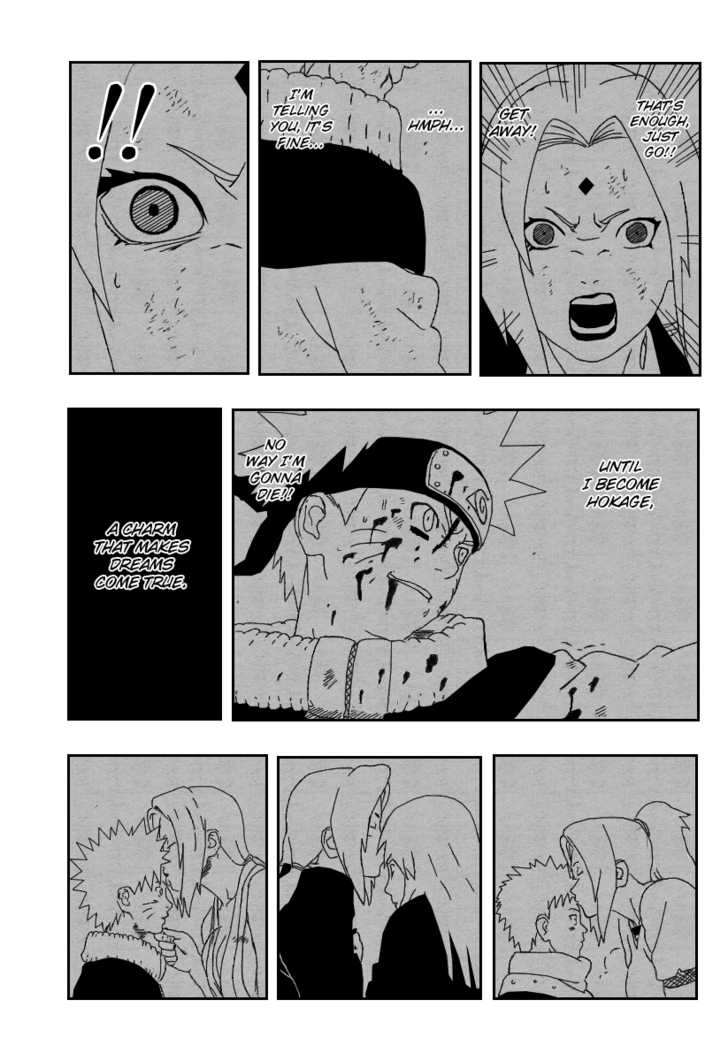 THAT'S
ENOUGH,
JUST
GO!!
GET
AWAY!
...
HMPH...
I'M
TELLING
YOU, IT'S
FINE...
!!
UNTIL
I BECOME
HOKAGE,
NO
WAY I'M
GONNA
DIE!!
A CHARM
THAT MAKES
DREAMS
COME TRUE.